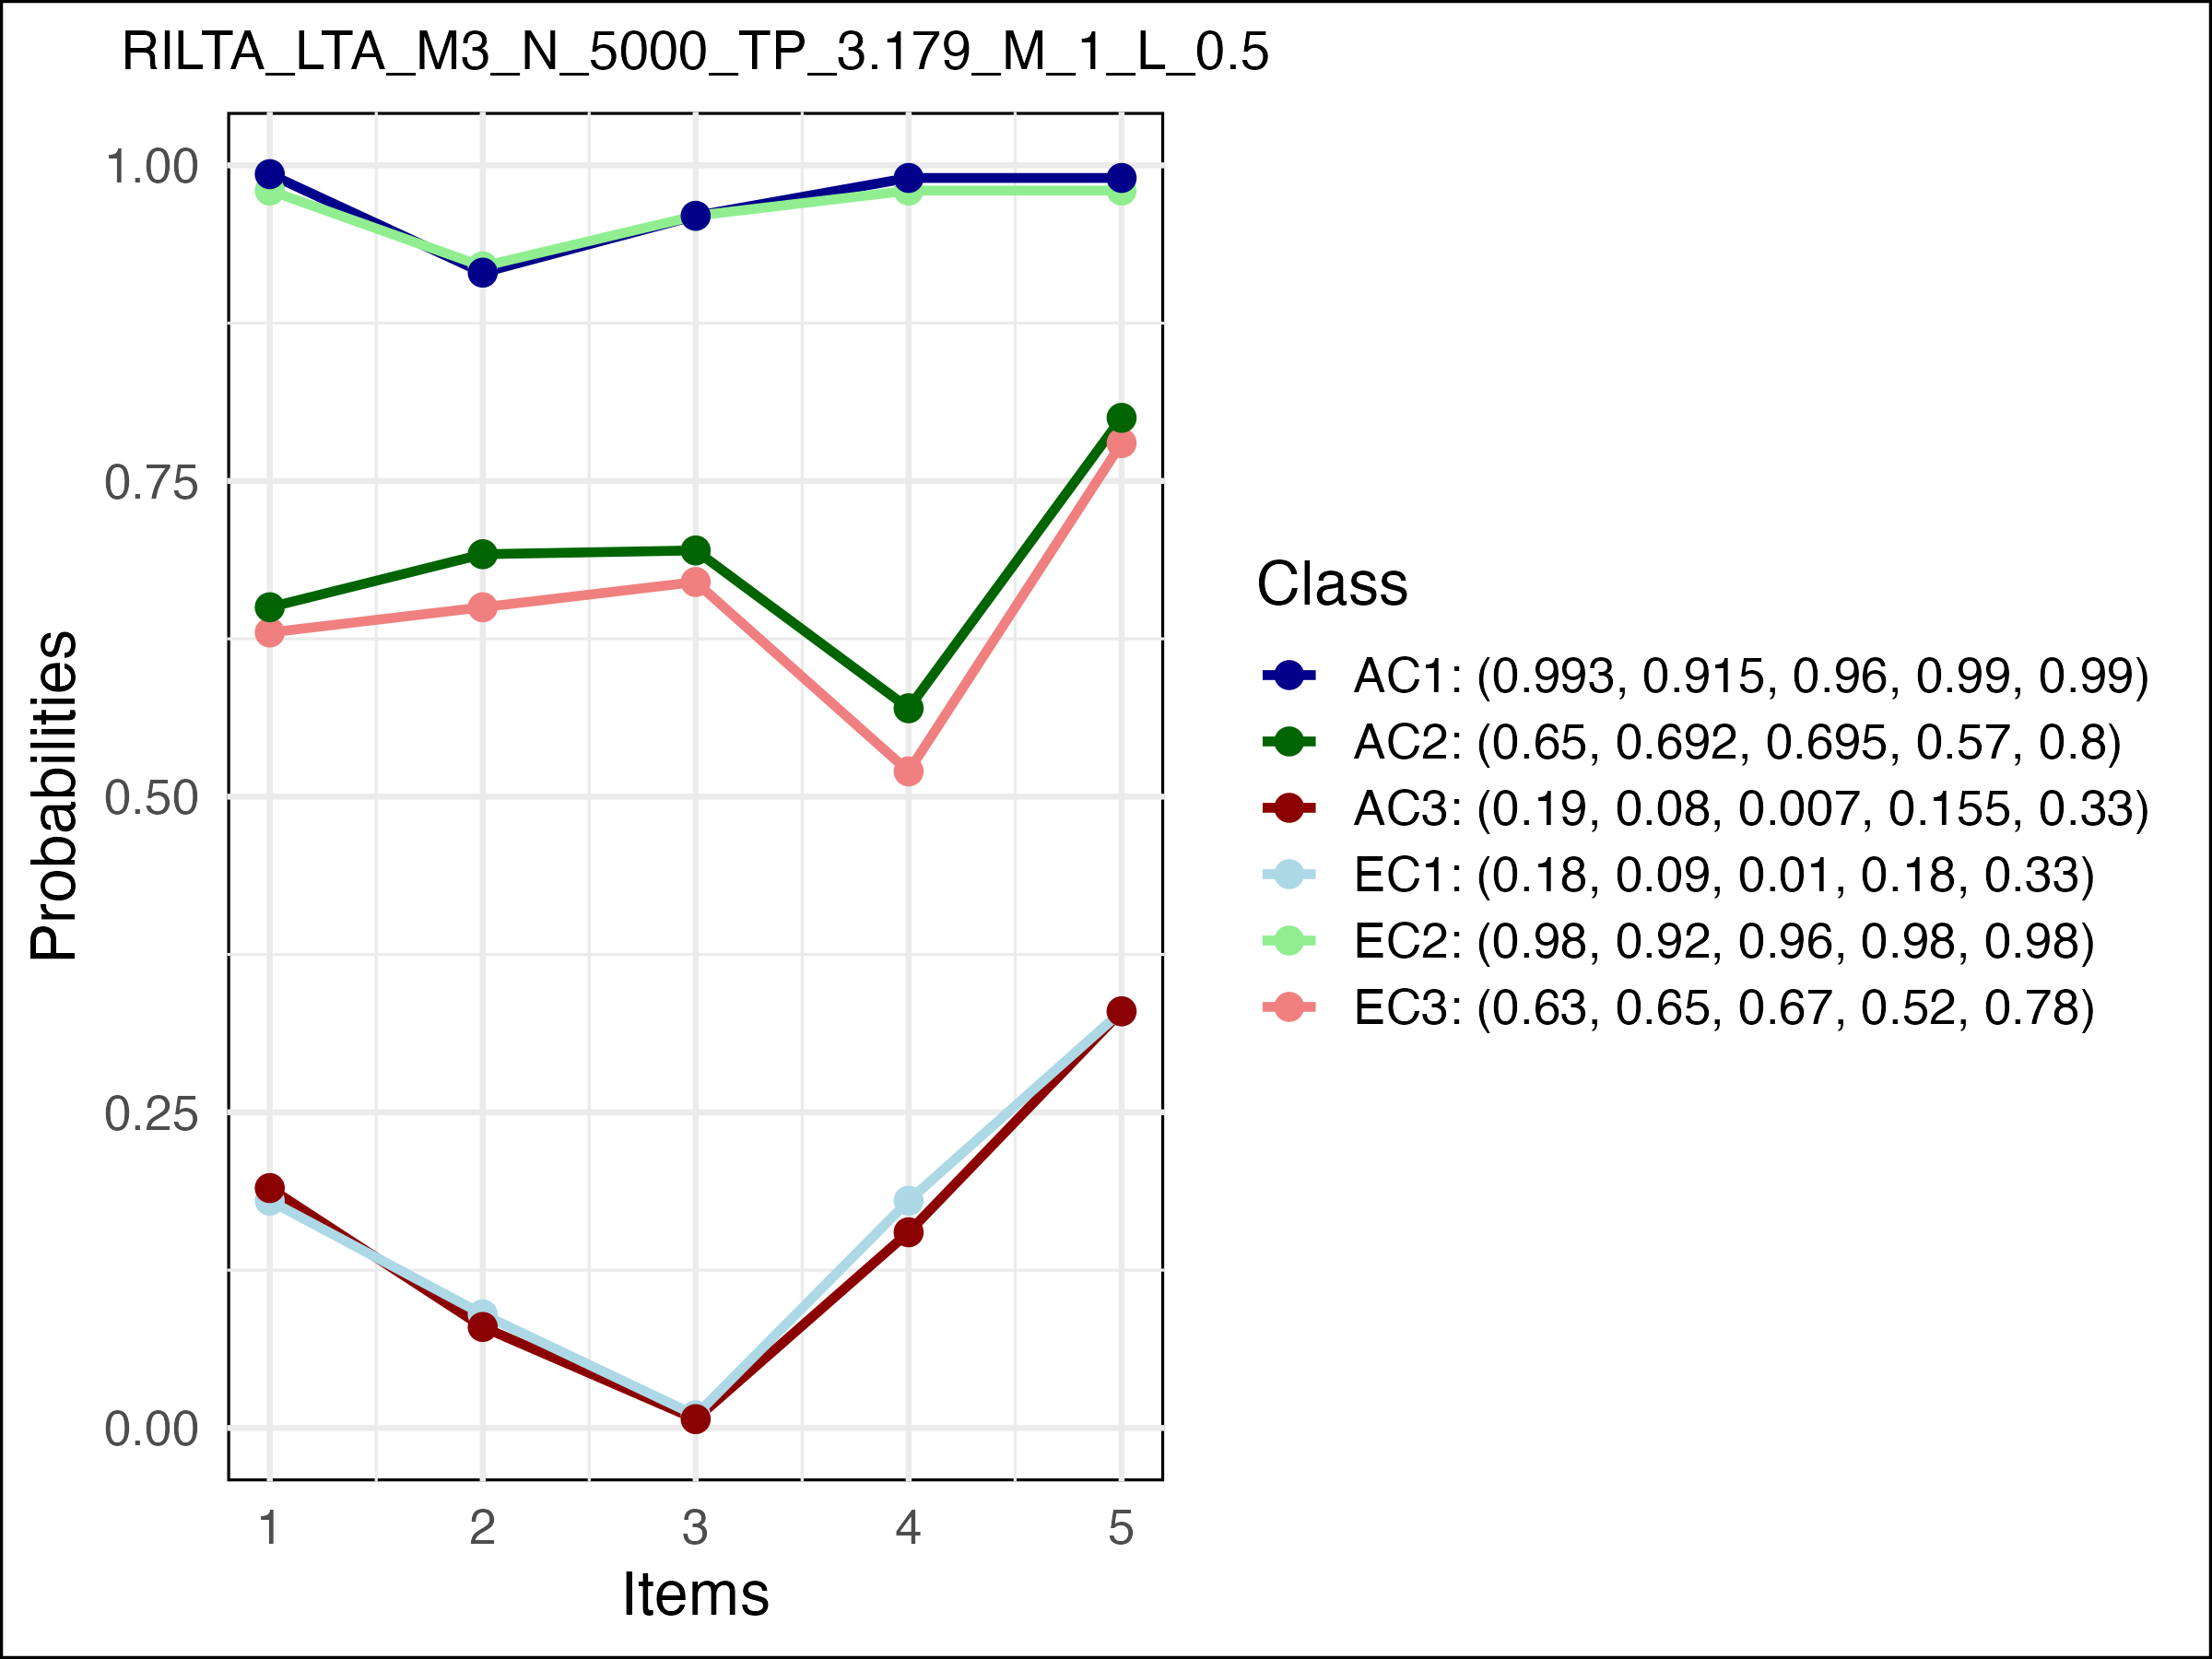 RILTA_LTA_M3_N_5000_TP_3.179_M_1_L_0.5
1.00
0.75
0.50
0.25
0.00
Probabilities
1 2 3 4 5
Items
Class
AC1: (0.993, 0.915, 0.96, 0.99, 0.99)
AC2: (0.65, 0.692, 0.695, 0.57, 0.8)
AC3: (0.19, 0.08, 0.007, 0.155, 0.33)
EC1: (0.18, 0.09, 0.01, 0.18, 0.33)
EC2: (0.98, 0.92, 0.96, 0.98, 0.98)
EC3: (0.63, 0.65, 0.67, 0.52, 0.78)